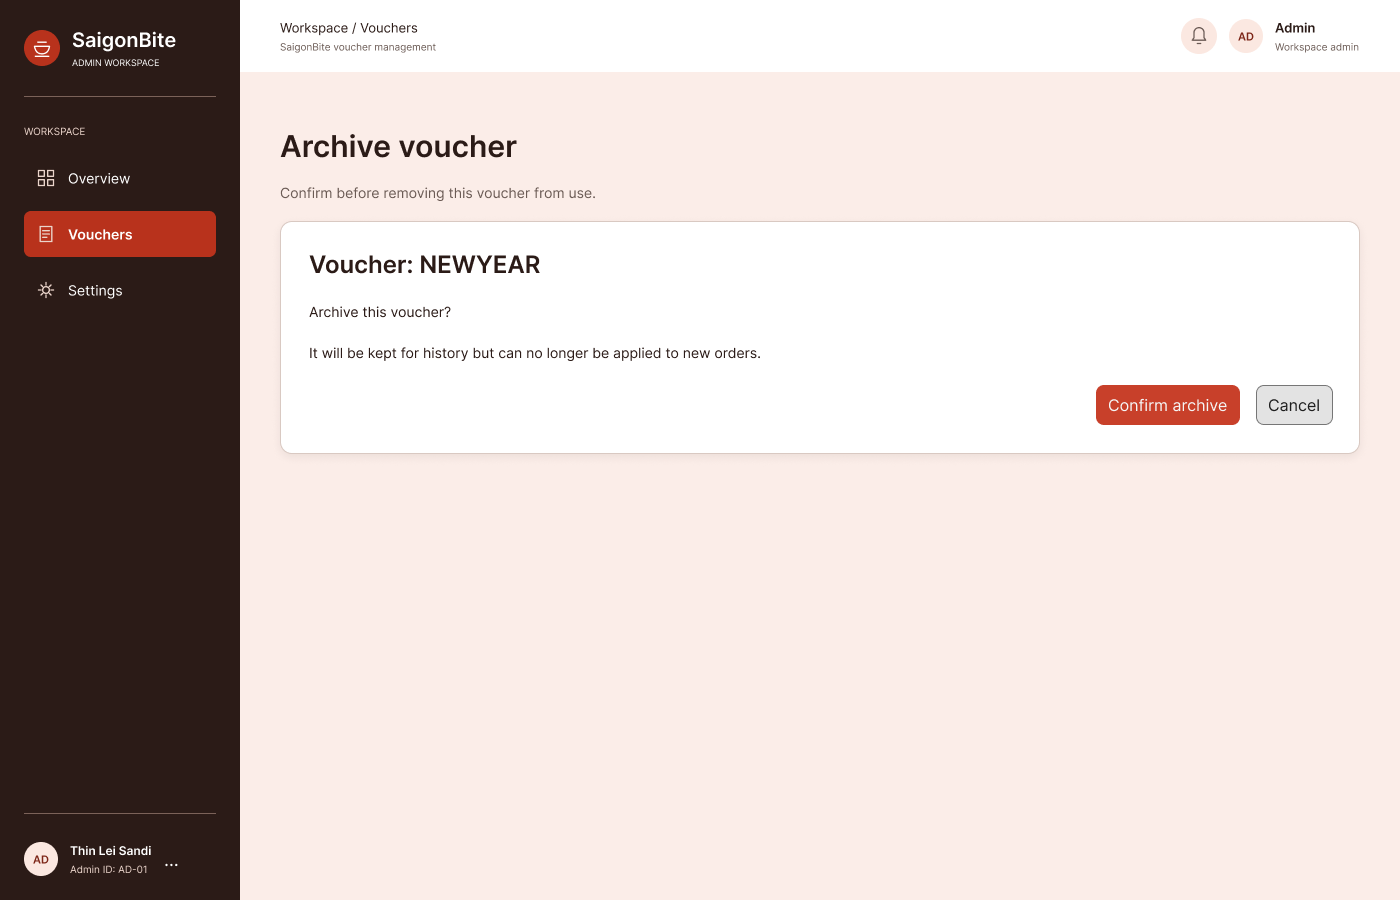 SaigonBite
ADMIN WORKSPACE
WORKSPACE
Overview
Vouchers
Settings
AD
Thin Lei Sandi
Admin ID: AD-01
...
Workspace / Vouchers
SaigonBite voucher management
AD
Admin
Workspace admin
Archive voucher
Confirm before removing this voucher from use.
Voucher: NEWYEAR
Archive this voucher?
It will be kept for history but can no longer be applied to new orders.
Confirm archive
Cancel